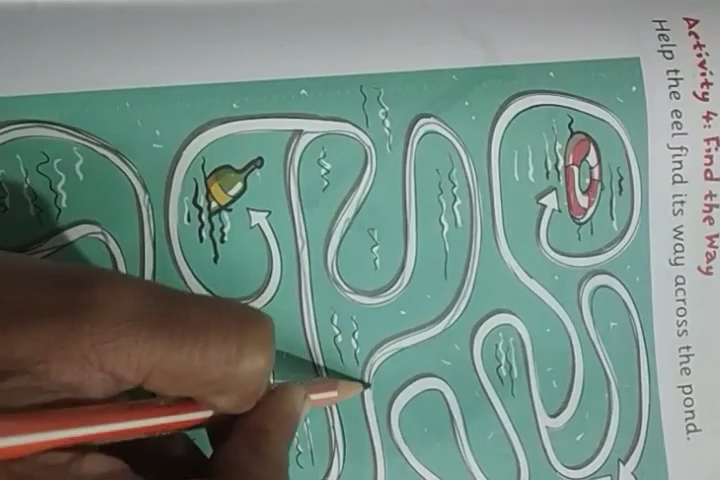 Activity 4: Find the Way
Help the eel find its way across the pond.